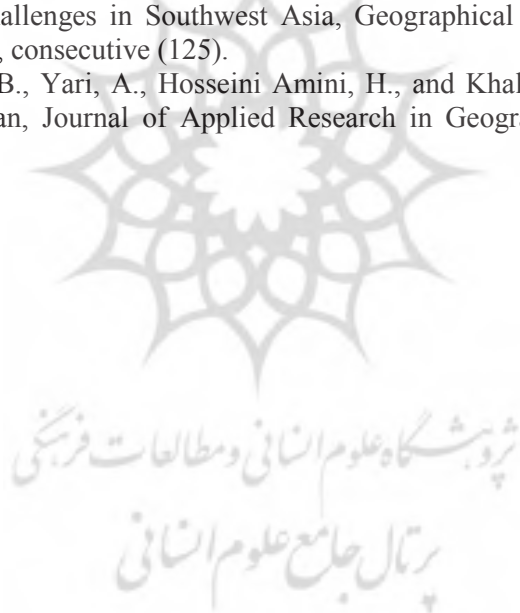 allenges in Southwest Asia, Geographical
, consecutive (125).
B., Yari, A., Hosseini Amini, H., and Khal
an, Journal of Applied Research in Geogra
پژوهشگاه علوم انسانی و مطالعات فرهنگی
پرتال جامع علوم انسانی